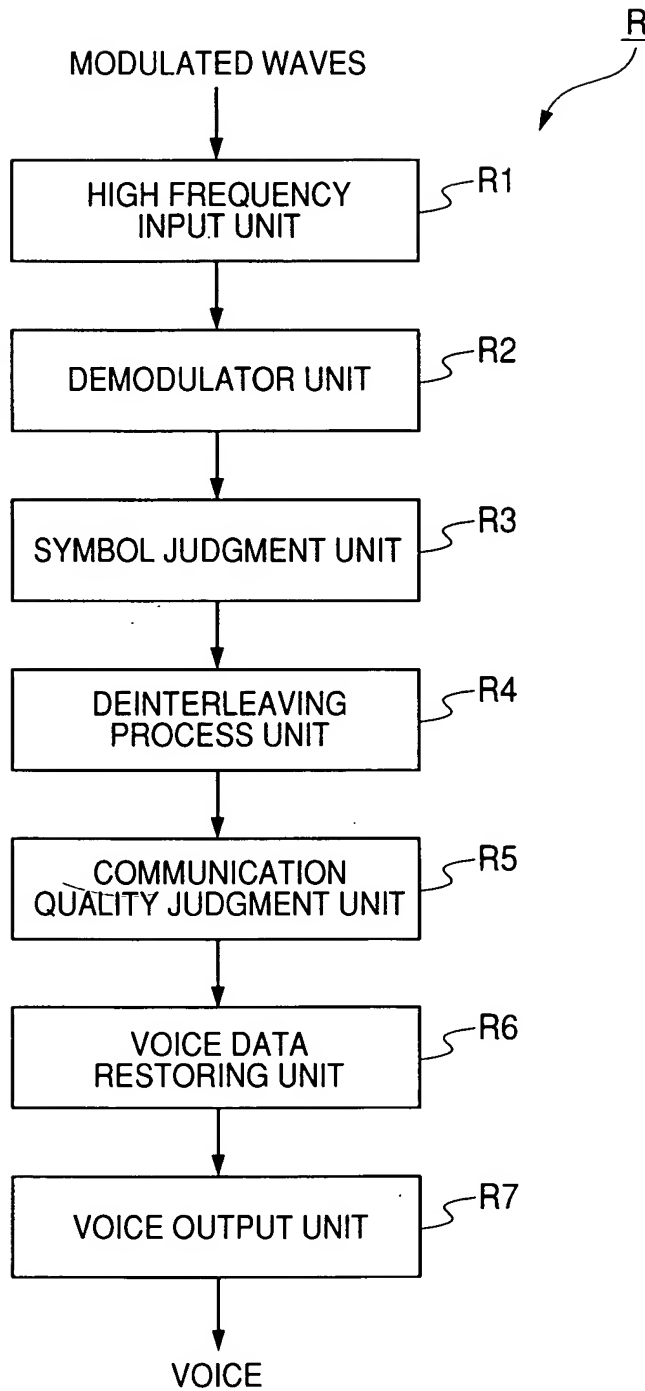 R
MODULATED WAVES
HIGH FREQUENCY
INPUT UNIT
R1
DEMODULATOR UNIT
R2
SYMBOL JUDGMENT UNIT
R3
DEINTERLEAVING
PROCESS UNIT
R4
COMMUNICATION
QUALITY JUDGMENT UNIT
R5
VOICE DATA
RESTORING UNIT
R6
VOICE OUTPUT UNIT
R7
VOICE